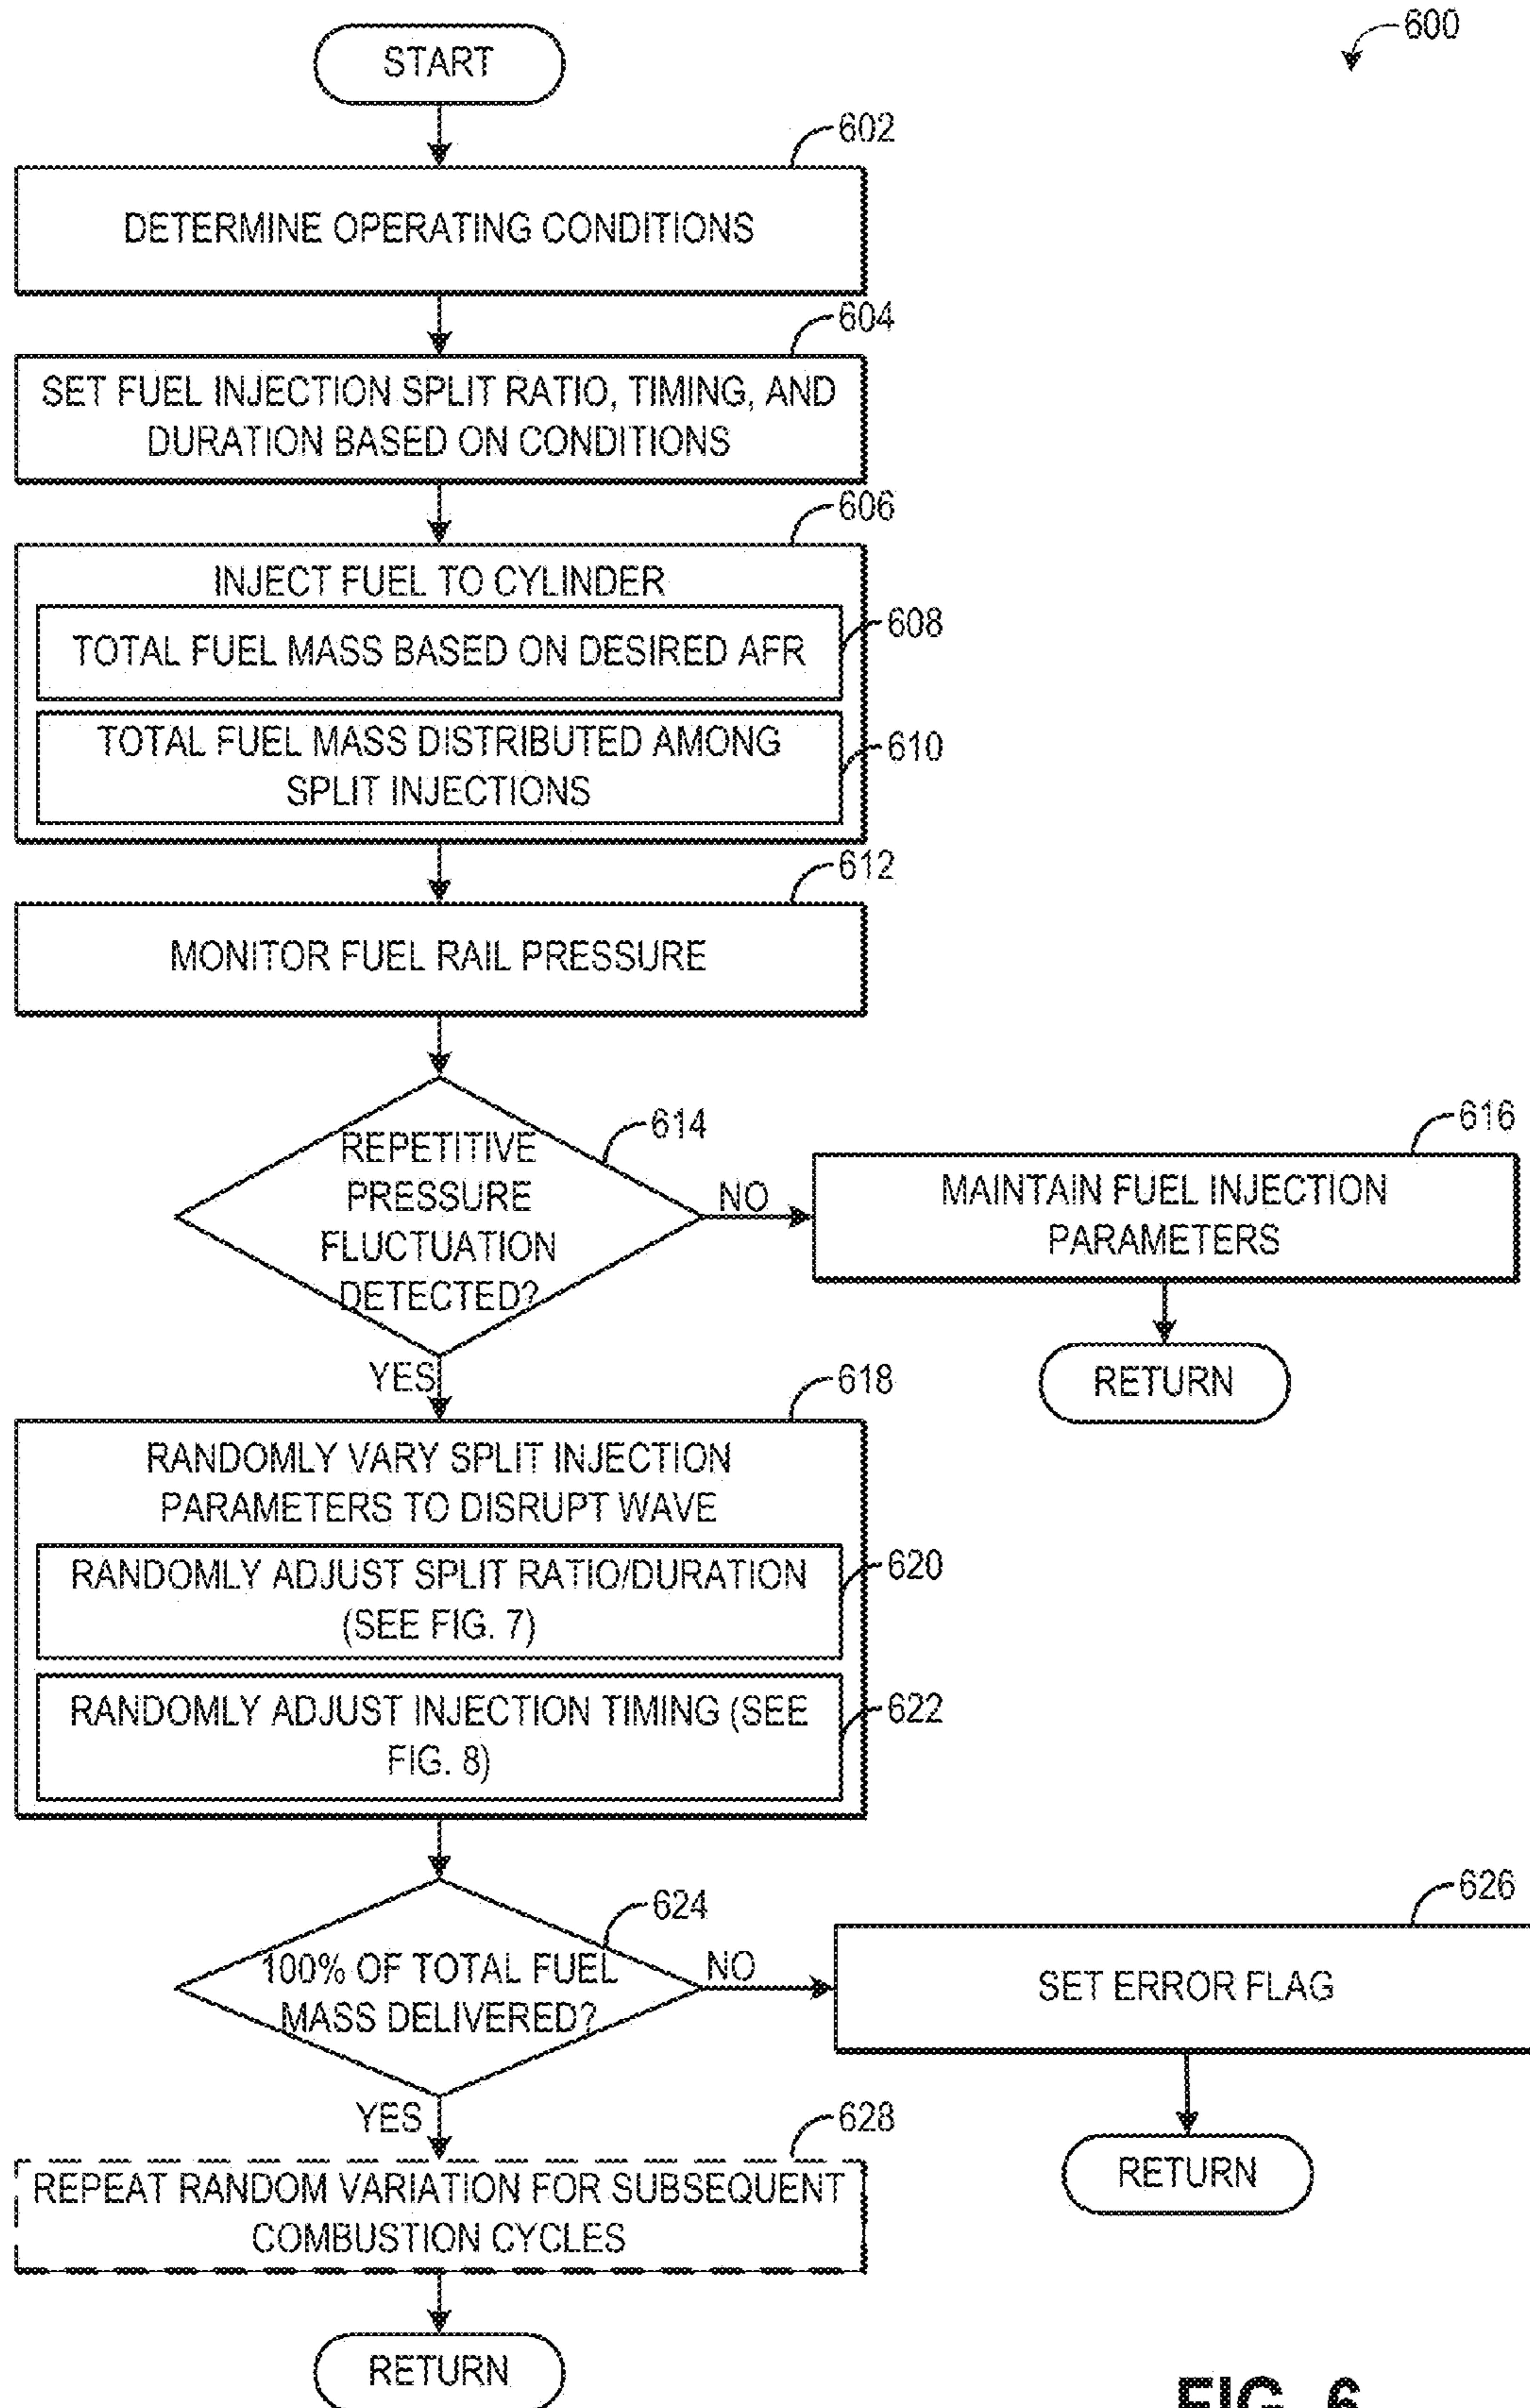 600
START
602
DETERMINE OPERATING CONDITIONS
604
SET FUEL INJECTION SPLIT RATIO, TIMING, AND
DURATION BASED ON CONDITIONS
606
INJECT FUEL TO CYLINDER
TOTAL FUEL MASS BASED ON DESIRED AFR
608
TOTAL FUEL MASS DISTRIBUTED AMONG
SPLIT INJECTIONS
610
612
MONITOR FUEL RAIL PRESSURE
614
REPETITIVE
PRESSURE
FLUCTUATION
DETECTED?
NO
616
MAINTAIN FUEL INJECTION
PARAMETERS
RETURN
YES
618
RANDOMLY VARY SPLIT INJECTION
PARAMETERS TO DISRUPT WAVE
RANDOMLY ADJUST SPLIT RATIO/DURATION
(SEE FIG. 7)
620
RANDOMLY ADJUST INJECTION TIMING (SEE
FIG. 8)
622
624
100% OF TOTAL FUEL
MASS DELIVERED?
NO
626
SET ERROR FLAG
RETURN
YES
628
REPEAT RANDOM VARIATION FOR SUBSEQUENT
COMBUSTION CYCLES
RETURN
FIG. 6